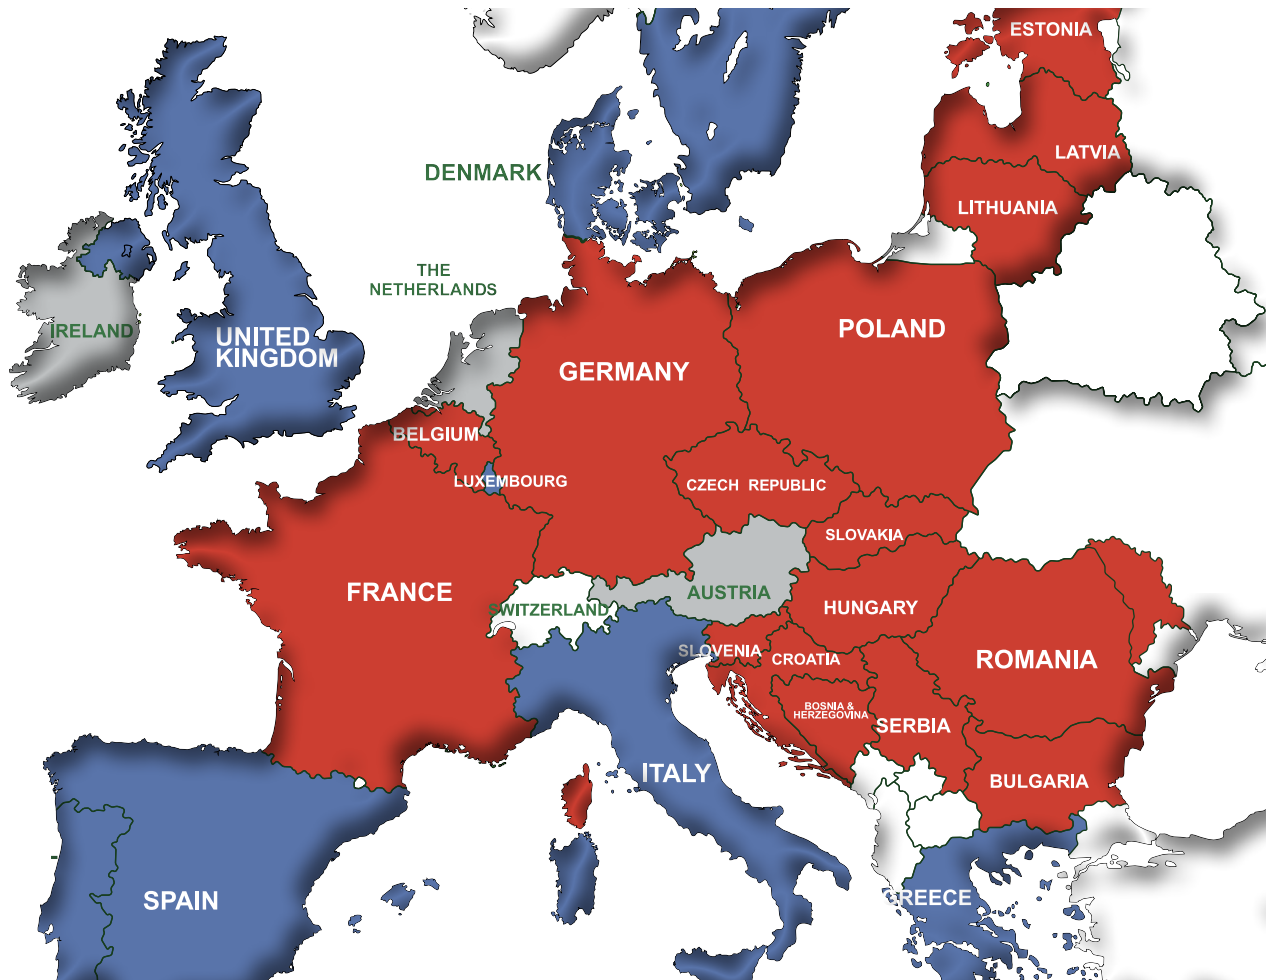 ESTONIA
LATVIA
DENMARK
LITHUANIA
THE
NETHERLANDS
IRELAND
UNITED
KINGDOM
POLAND
GERMANY
BELGIUM
LUXEMBOURG
CZECH REPUBLIC
SLOVAKIA
FRANCE
SWITZERLAND
AUSTRIA
HUNGARY
SLOVENIA
CROATIA
ROMANIA
BOSNIA &
HERZEGOVINA
SERBIA
ITALY
BULGARIA
SPAIN
GREECE